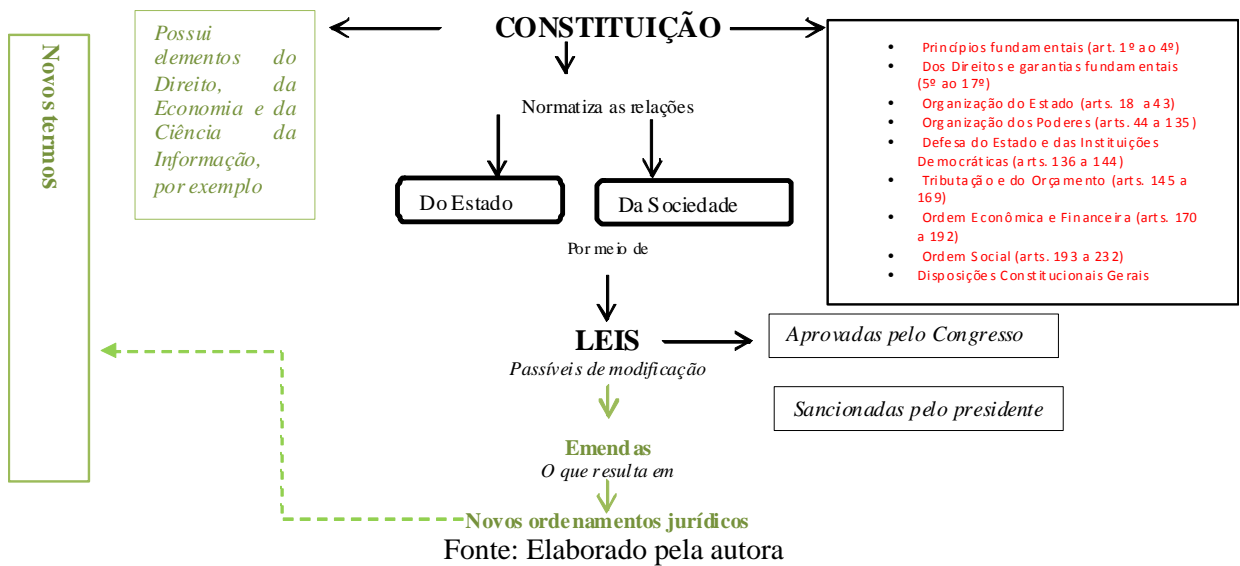 CONSTITUIÇÃO
Novos termos
Possui
elementos do
Direito, da
Economia e da
Ciência da
Informação,
por exemplo
• Princípios fundamentais (art. 1º ao 4º)
• Dos Direitos e garantias fundamentais
(5º ao 17º)
• Organização do Estado (arts. 18 a 43)
• Organização dos Poderes (arts. 44 a 135)
• Defesa do Estado e das Instituições
Democráticas (arts. 136 a 144)
• Tributação e do Orçamento (arts. 145 a
169)
• Ordem Econômica e Financeira (arts. 170
a 192)
• Ordem Social (arts. 193 a 232)
• Disposições Constitucionais Gerais
Normatiza as relações
Do Estado
Da Sociedade
Por meio de
LEIS
Passíveis de modificação
Aprovadas pelo Congresso
Sancionadas pelo presidente
Emendas
O que resulta em
Novos ordenamentos jurídicos
Fonte: Elaborado pela autora